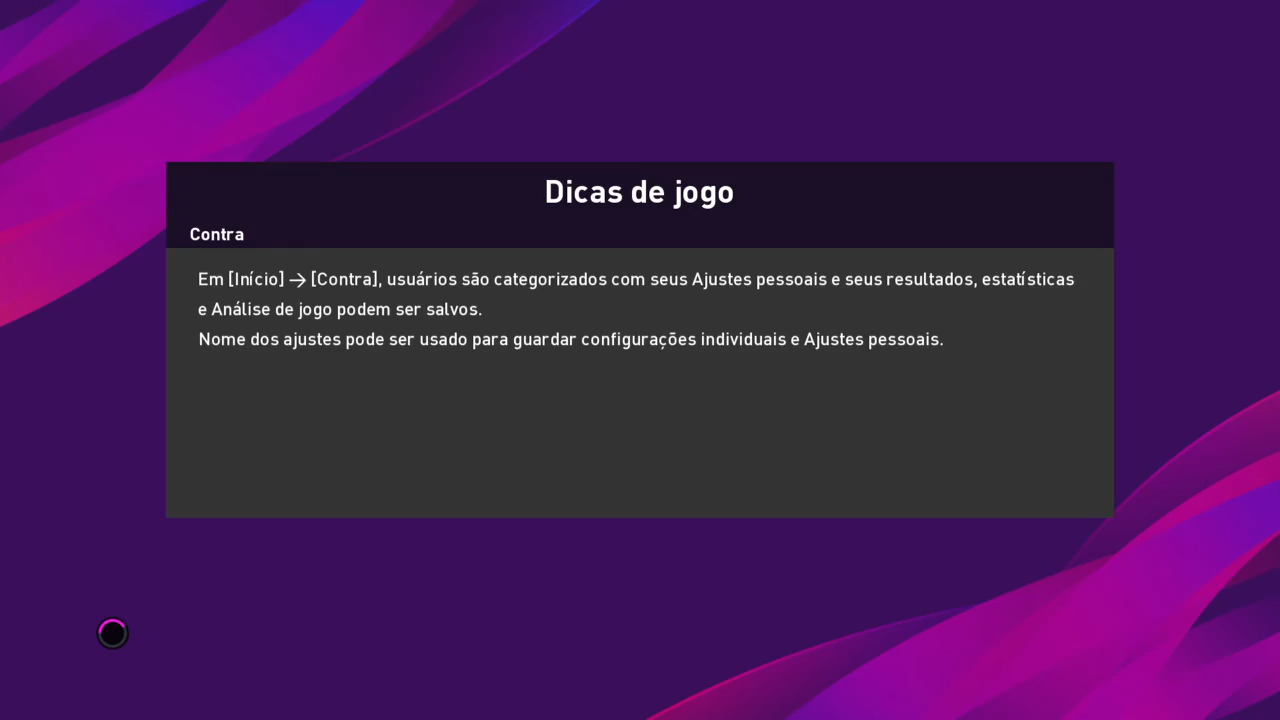 Dicas de jogo
Contra
Em [Início] → [Contra], usuários são categorizados com seus Ajustes pessoais e seus resultados, estatísticas
e Análise de jogo podem ser salvos.
Nome dos ajustes pode ser usado para guardar configurações individuais e Ajustes pessoais.